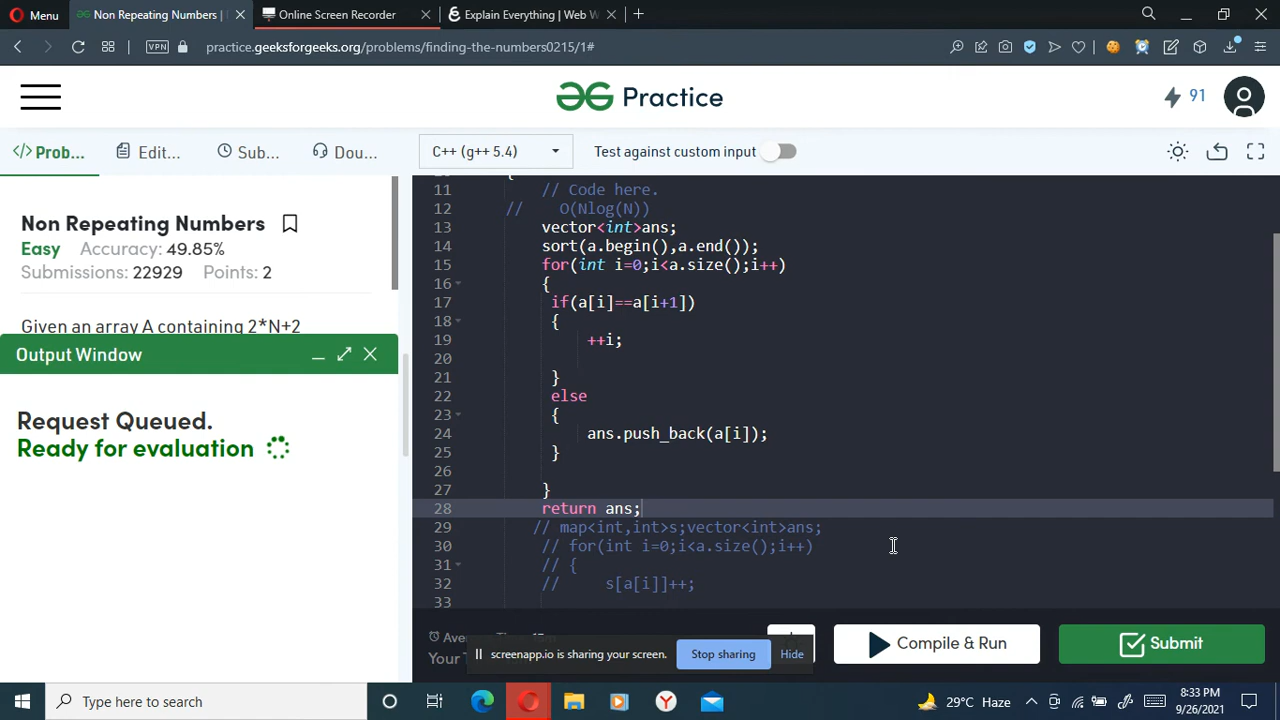 Menu
Non Repeating Numbers |
Online Screen Recorder
Explain Everything | Web W
VPN
practice.geeksforgeeks.org/problems/finding-the-numbers0215/1#
Practice
91
</> Prob...
Edit...
Sub...
Dou...
C++ (g++ 5.4)
Test against custom input
Non Repeating Numbers
Easy Accuracy: 49.85%
Submissions: 22929 Points: 2
Given an array A containing 2*N+2
Output Window
Request Queued.
Ready for evaluation
11 // Code here.
12 // O(Nlog(N))
13 vector<int>ans;
14 sort(a.begin(),a.end());
15 for(int i=0;i<a.size();i++)
16 {
17 if(a[i]==a[i+1])
18 {
19 ++i;
20
21 }
22 else
23 {
24 ans.push_back(a[i]);
25 }
26
27 }
28 return ans;
29 // map<int,int>s;vector<int>ans;
30 // for(int i=0;i<a.size();i++)
31 // {
32 // s[a[i]]++;
33
Your
screenapp.io is sharing your screen.
Stop sharing
Hide
Compile & Run
Submit
Type here to search
29°C Haze
8:33 PM
9/26/2021